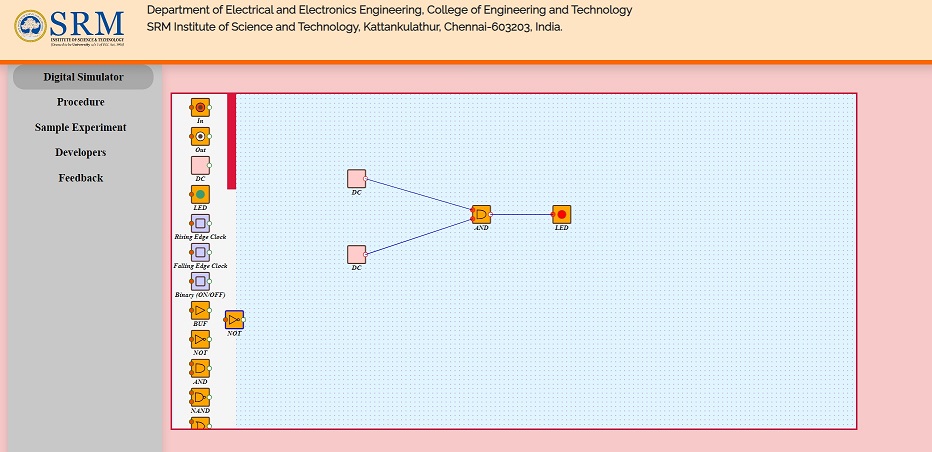 Department of Electrical and Electronics Engineering, College of Engineering and Technology
SRM
INSTITUTE OF SCIENCE & TECHNOLOGY
SRM Institute of Science and Technology, Kattankulathur, Chennai-603203, India.
Digital Simulator
Procedure
Sample Experiment
Developers
Feedback
In
Out
DC
LED
Rising Edge Clock
Falling Edge Clock
Binary (ON/OFF)
BUF
NOT
AND
NAND
DC
DC
AND
LED
NOT